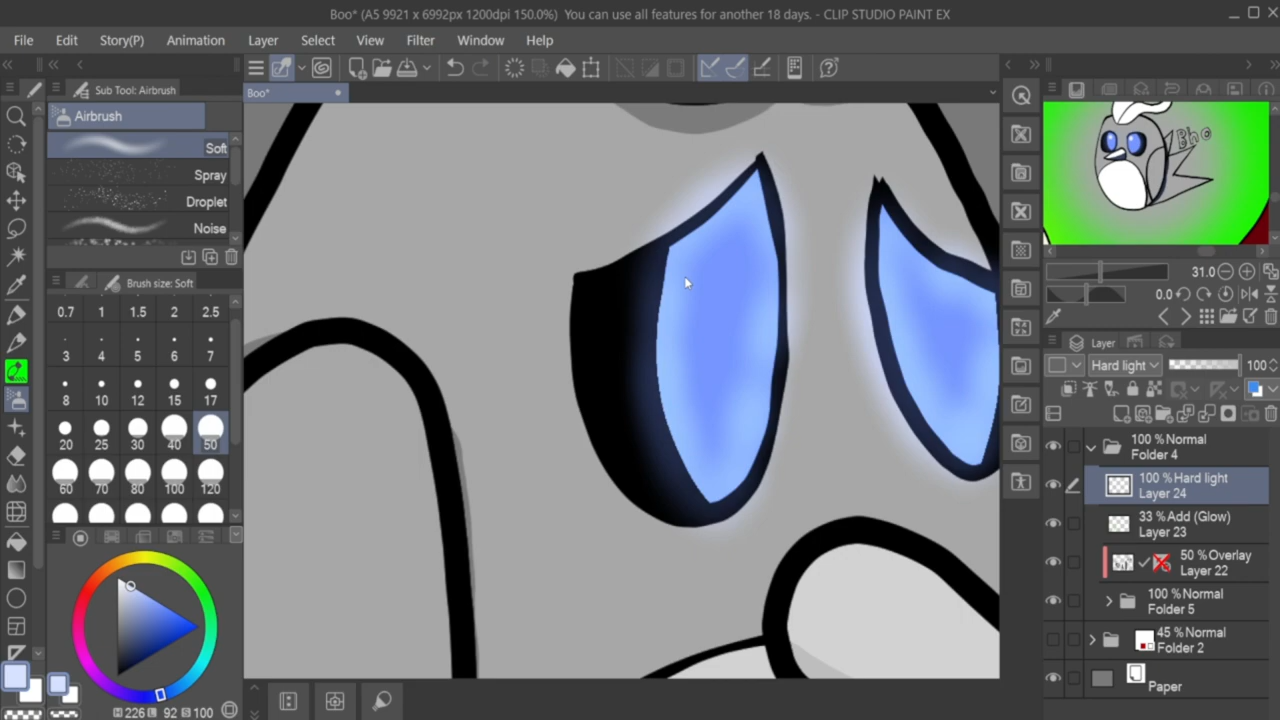 Boo* (A5 9921 x 6992px 1200dpi 150.0%)  You can use all features for another 18 days. - CLIP STUDIO PAINT EX
File Edit Story(P) Animation Layer Select View Filter Window Help
Sub Tool: Airbrush
Boo*
Airbrush
Soft
Spray
Droplet
Noise
Bho
31.0
Brush size: Soft
0.0
0.7 1 1.5 2 2.5
Layer
3 4 5 6 7
Hard light 100
8 10 12 15 17
20 25 30 40 50
100 % Normal
Folder 4
60 70 80 100 120
100 % Hard light
Layer 24
33 % Add (Glow)
Layer 23
50 % Overlay
Layer 22
100 % Normal
Folder 5
45 % Normal
Folder 2
Paper
H 226 L 92 S 100